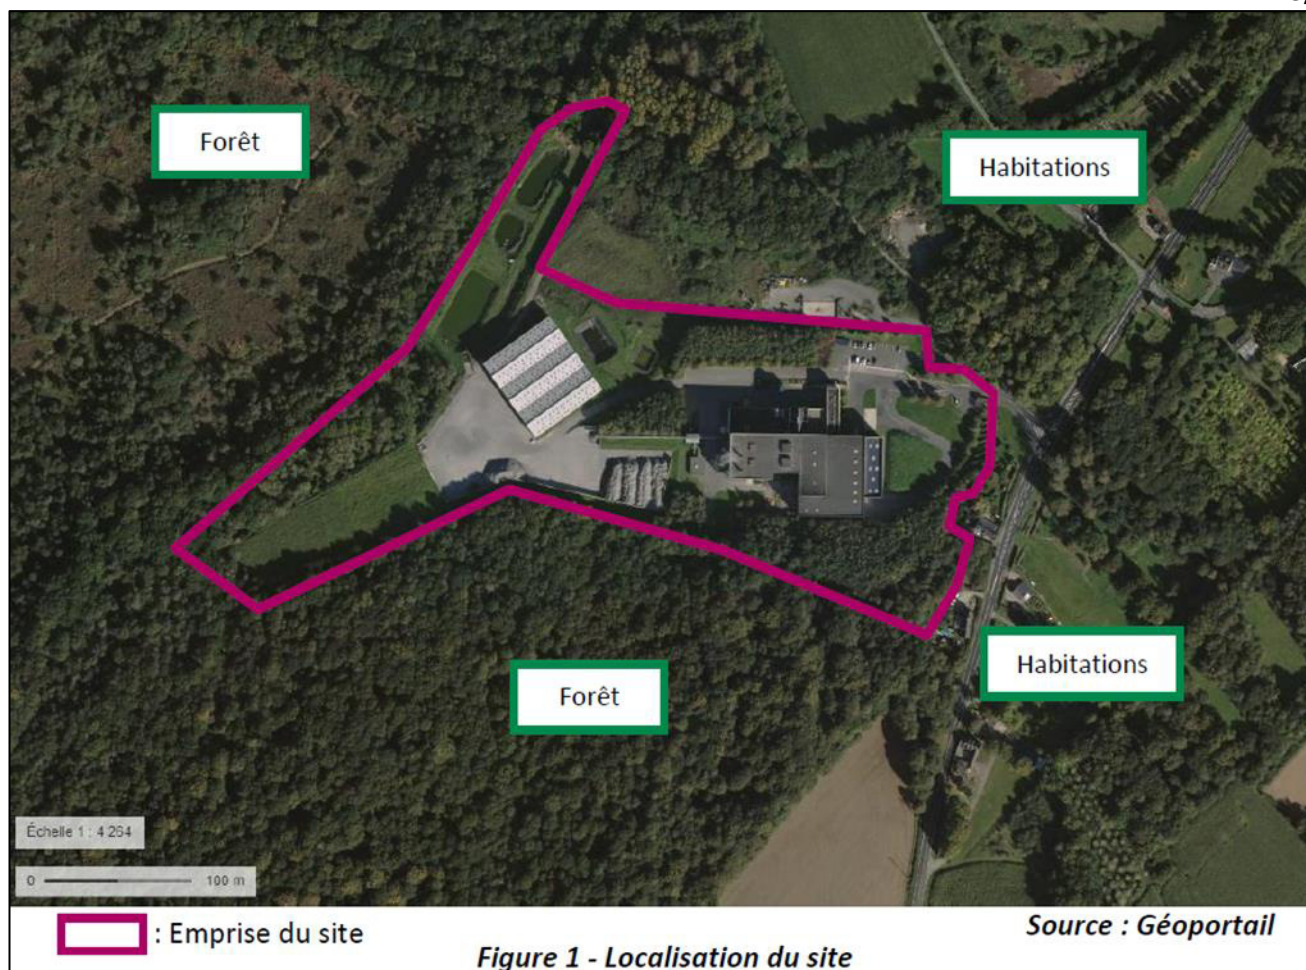 Forêt
Habitations
Habitations
Forêt
Échelle 1 : 4 264
0 100 m
: Emprise du site
Source : Géoportail
Figure 1 - Localisation du site